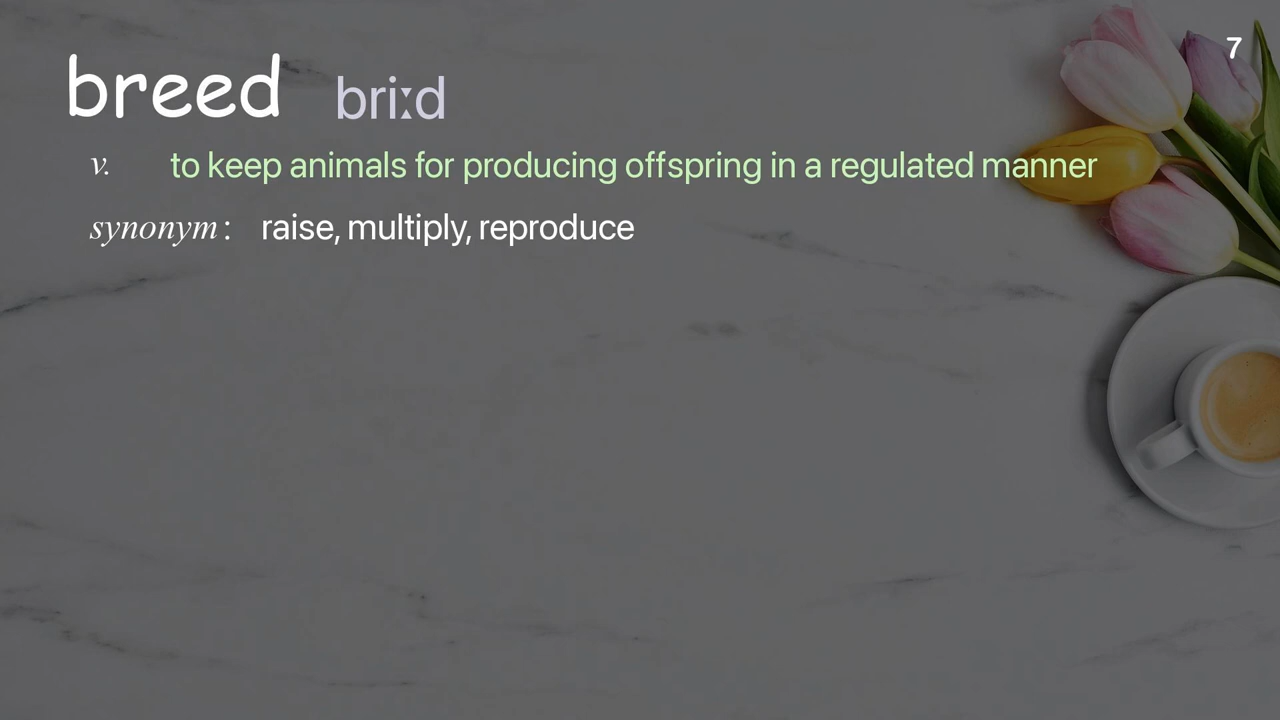 7
breed briːd
v. to keep animals for producing offspring in a regulated manner
synonym : raise, multiply, reproduce